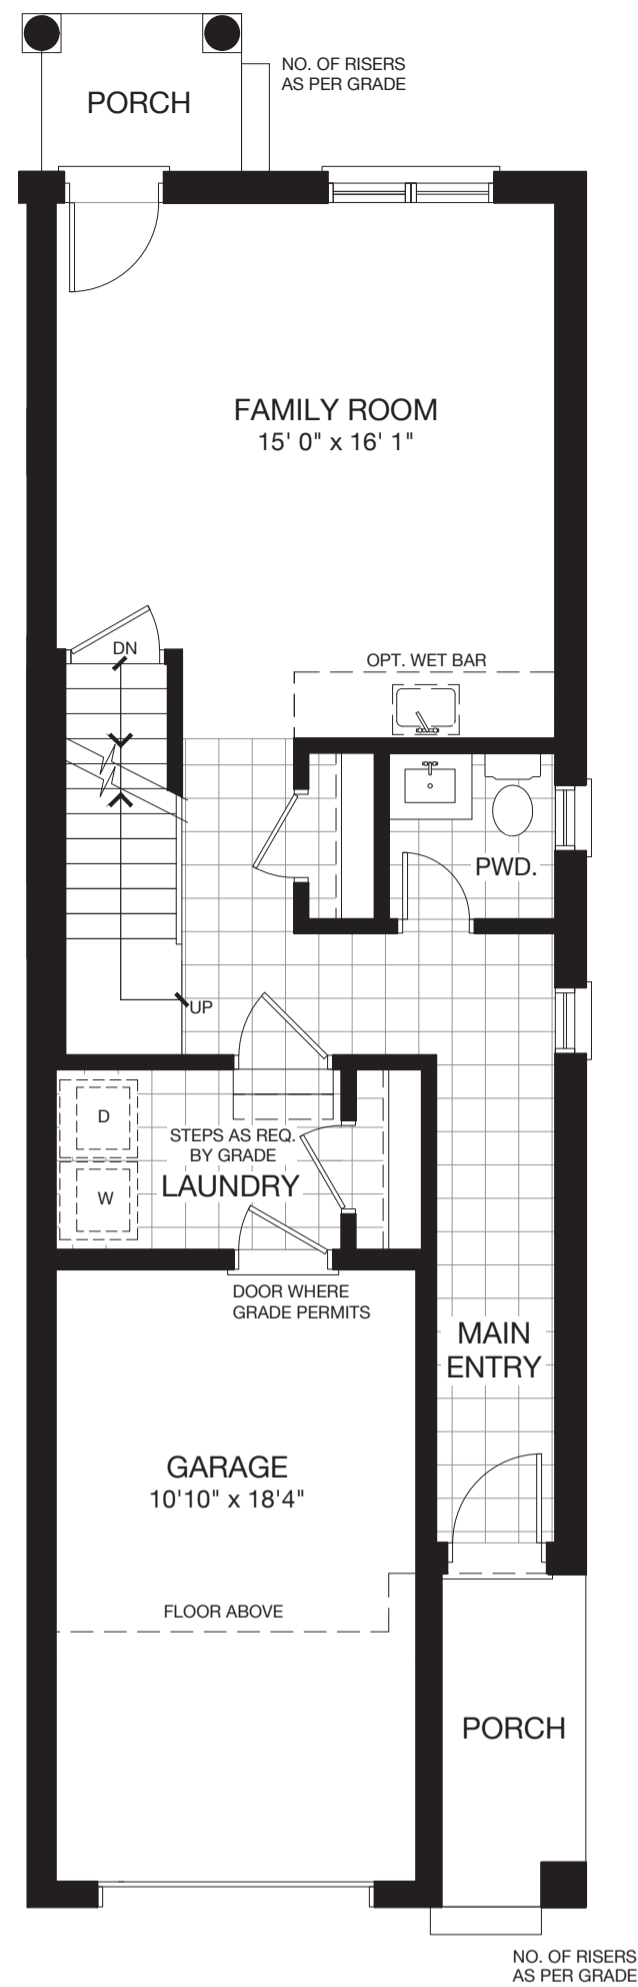 NO. OF RISERS
AS PER GRADE
PORCH
FAMILY ROOM
15' 0" x 16' 1"
DN
OPT. WET BAR
PWD.
UP
D
STEPS AS REQ.
BY GRADE
W
LAUNDRY
DOOR WHERE
GRADE PERMITS
MAIN
ENTRY
GARAGE
10'10" x 18'4"
FLOOR ABOVE
PORCH
NO. OF RISERS
AS PER GRADE